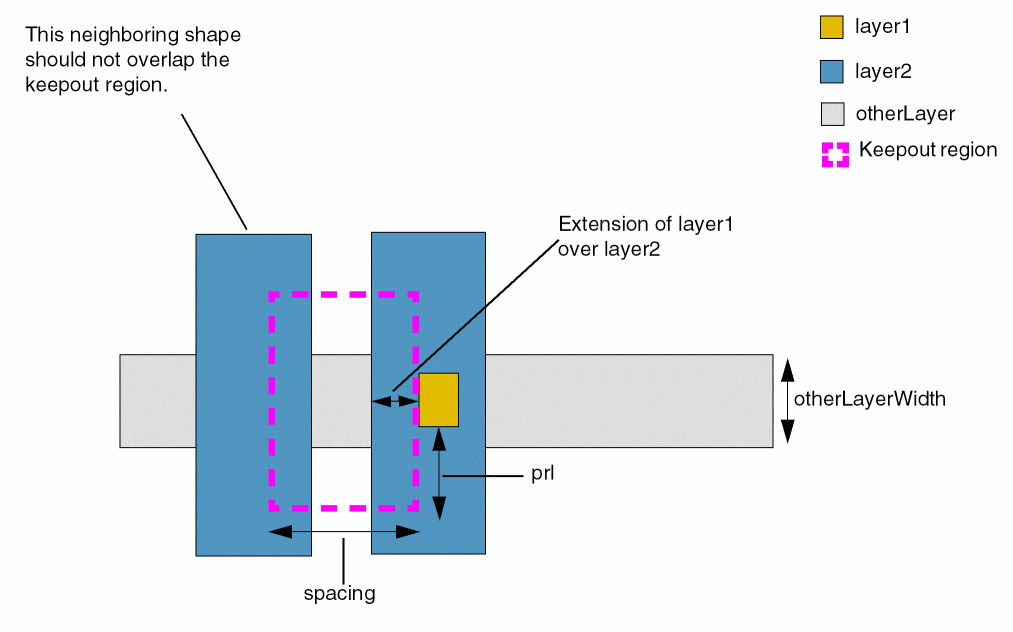 This neighboring shape
should not overlap the
keepout region.
layer1
layer2
otherLayer
Keepout region
Extension of layer1
over layer2
otherLayerWidth
prl
spacing